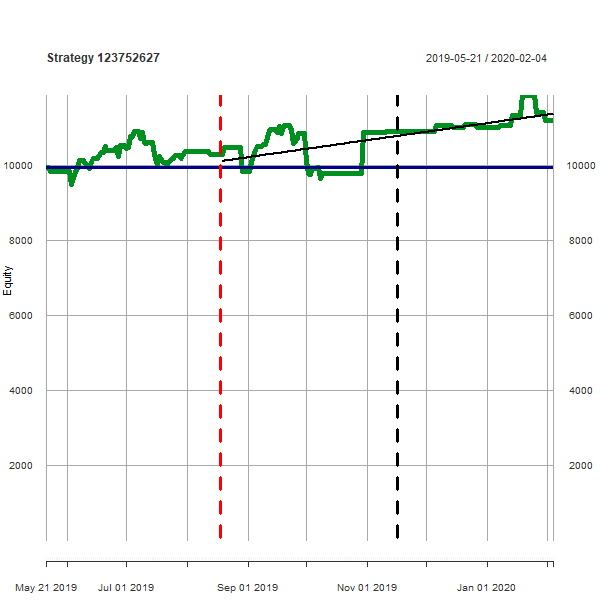 Strategy 123752627
2019-05-21 / 2020-02-04
10000
10000
8000
8000
Equity
6000
6000
4000
4000
2000
2000
May 21 2019
Jul 01 2019
Sep 01 2019
Nov 01 2019
Jan 01 2020